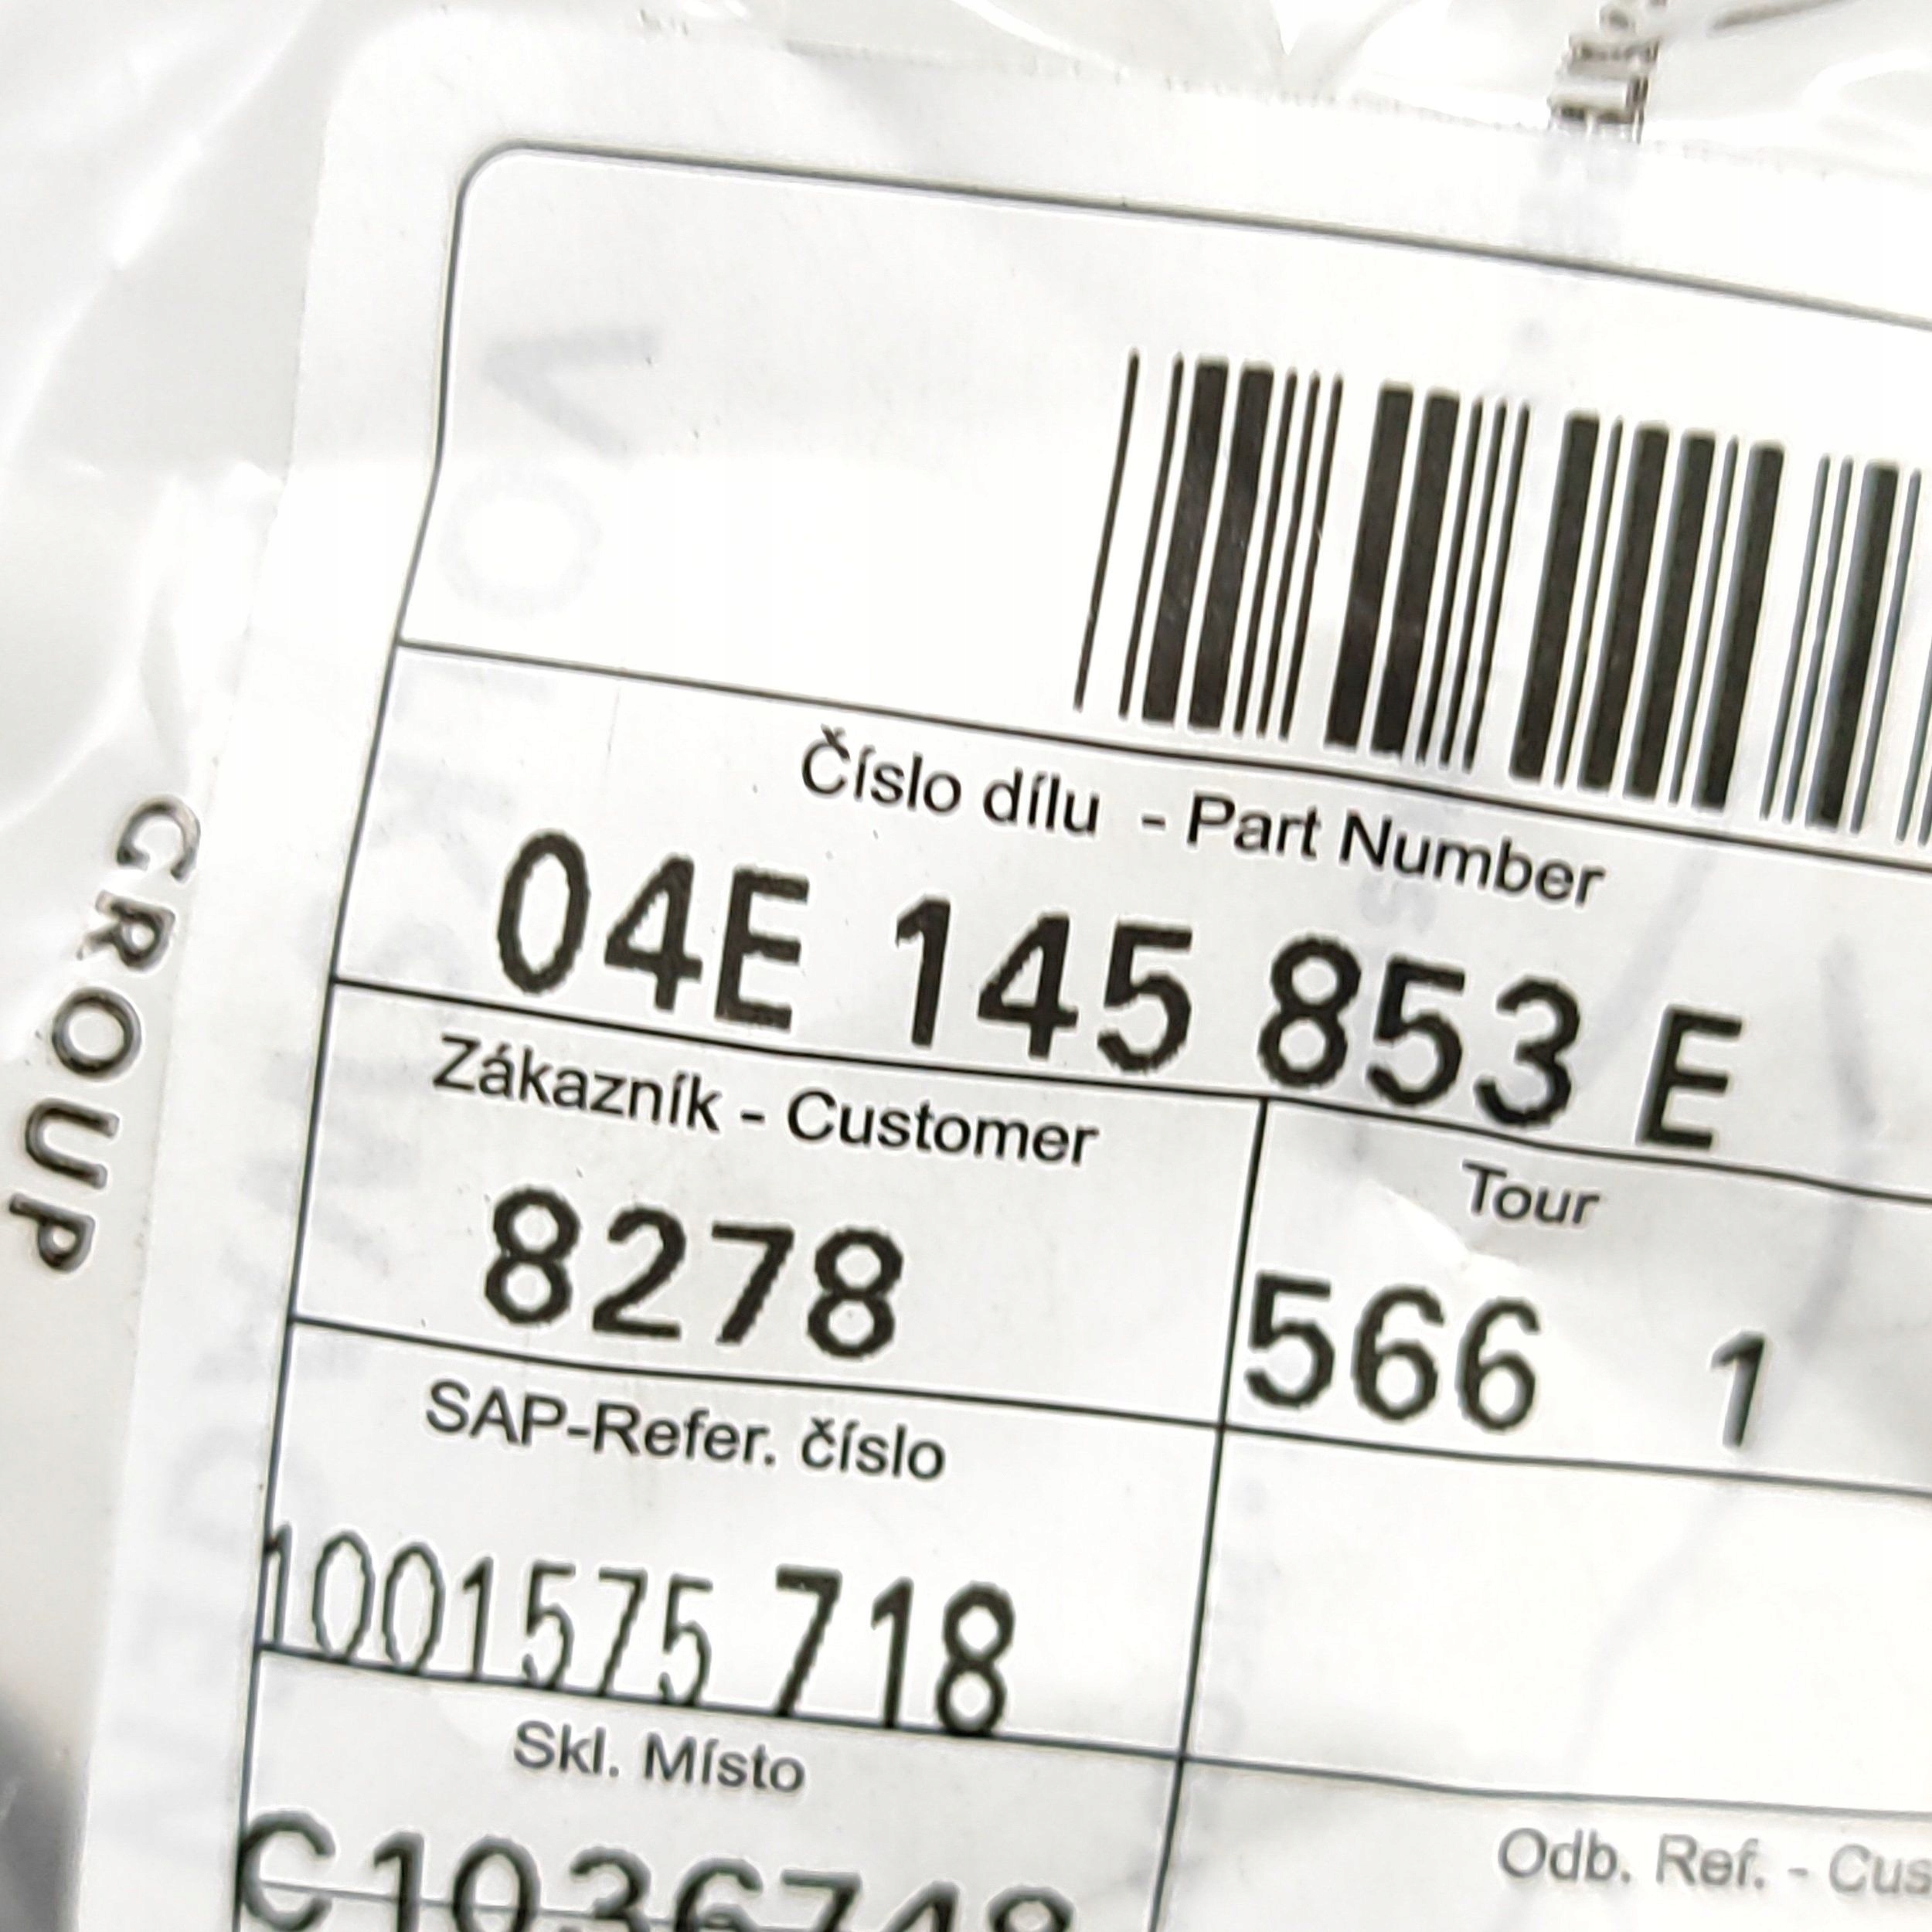 Číslo dílu - Part Number
04E 145 853 E
Zákazník - Customer
8278
Tour
566 1
SAP-Refer. číslo
1001575 718
Skl. Místo
C1036748
Odb. Ref. - Cus
GROUP